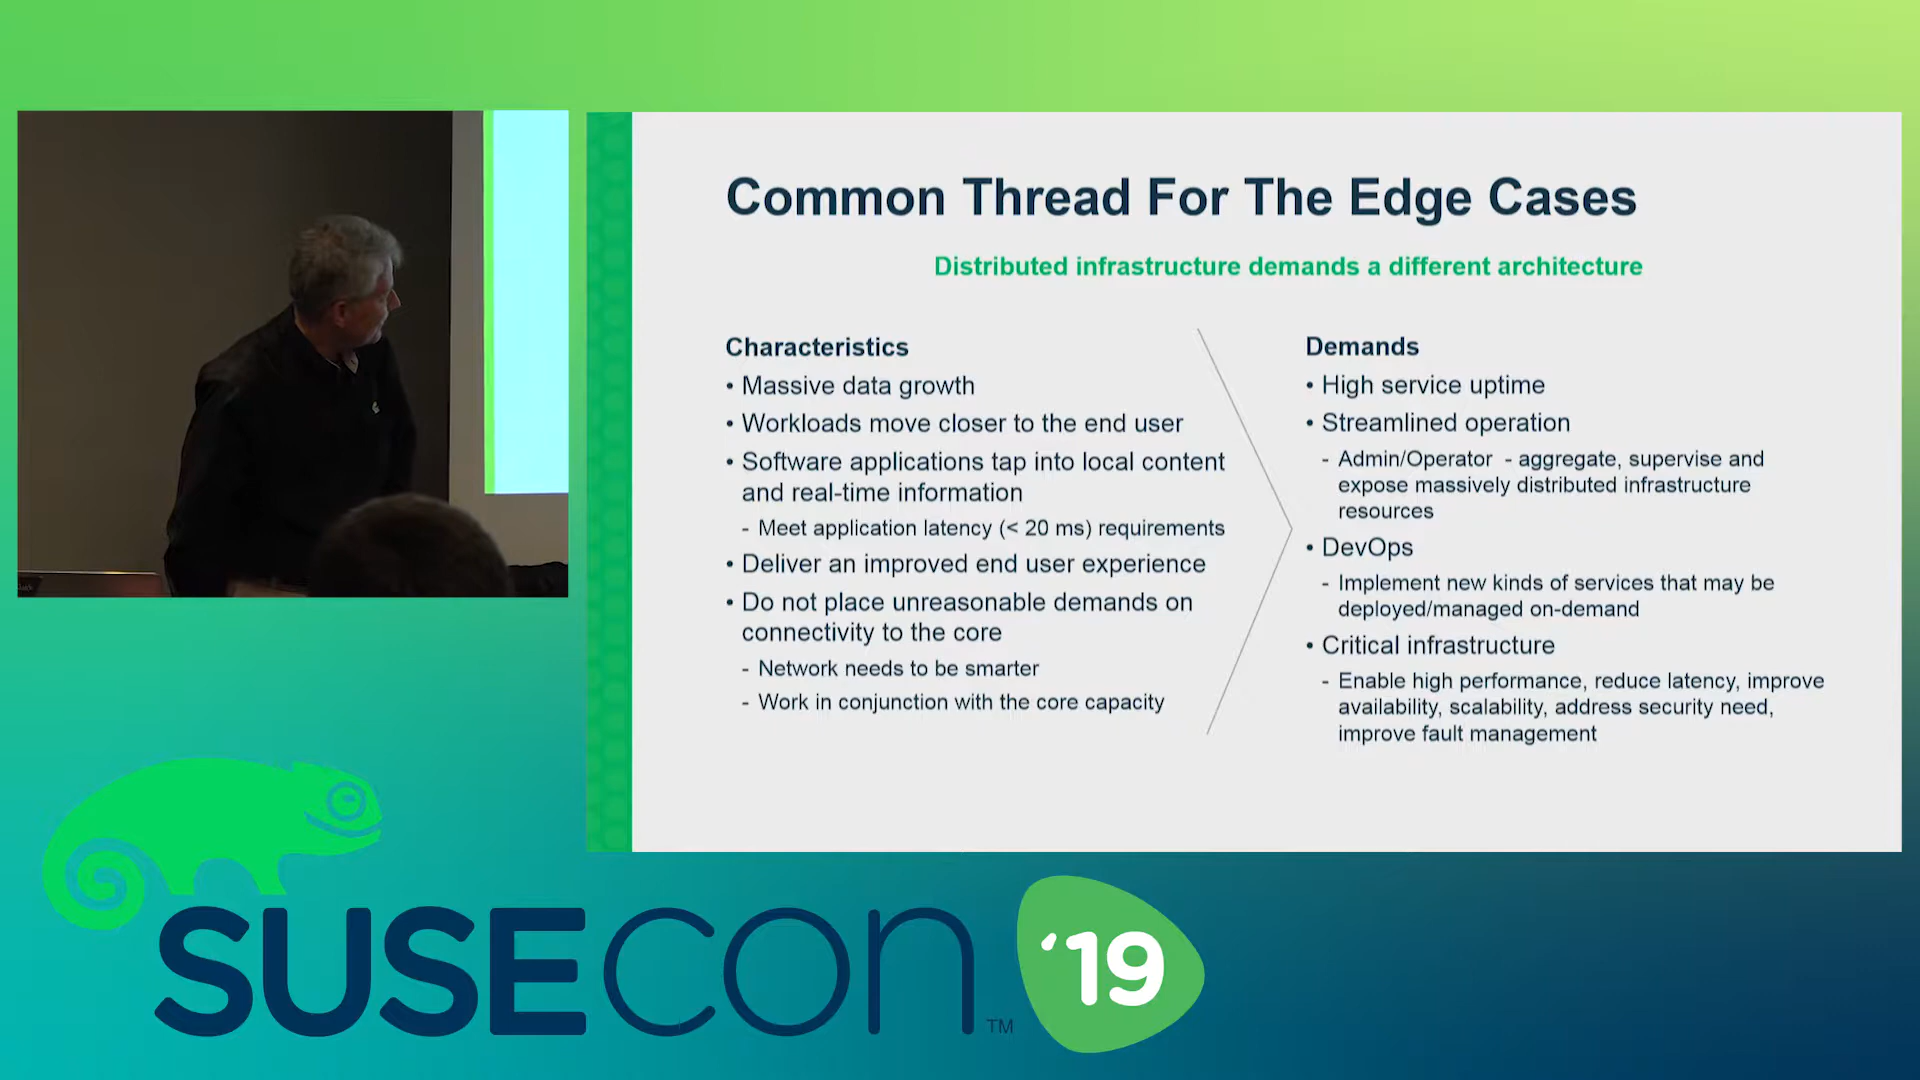 Common Thread For The Edge Cases
Distributed infrastructure demands a different architecture
Characteristics
• Massive data growth
• Workloads move closer to the end user
• Software applications tap into local content
and real-time information
- Meet application latency (< 20 ms) requirements
• Deliver an improved end user experience
• Do not place unreasonable demands on
connectivity to the core
- Network needs to be smarter
- Work in conjunction with the core capacity
Demands
• High service uptime
• Streamlined operation
- Admin/Operator - aggregate, supervise and
expose massively distributed infrastructure
resources
• DevOps
- Implement new kinds of services that may be
deployed/managed on-demand
• Critical infrastructure
- Enable high performance, reduce latency, improve
availability, scalability, address security need,
improve fault management
SUSECON TM '19